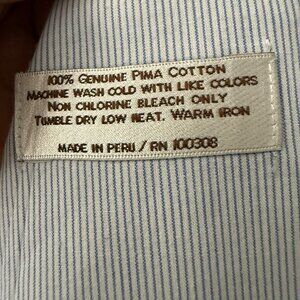 100% GENUINE PIMA COTTON
MACHINE WASH COLD WITH LIKE COLORS
NON CHLORINE BLEACH ONLY
TUMBLE DRY LOW HEAT. WARM IRON
MADE IN PERU / RN 100308